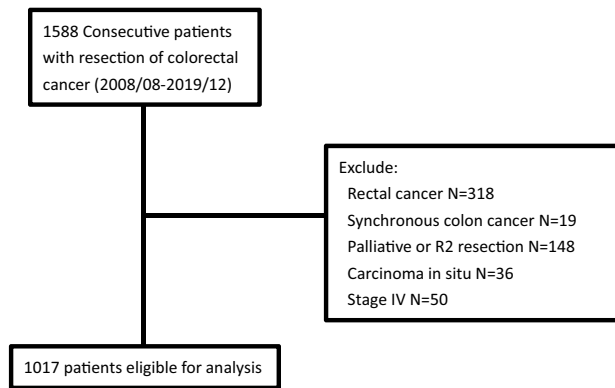 1588 Consecutive patients
with resection of colorectal
cancer (2008/08-2019/12)
Exclude:
Rectal cancer N=318
Synchronous colon cancer N=19
Palliative or R2 resection N=148
Carcinoma in situ N=36
Stage IV N=50
1017 patients eligible for analysis